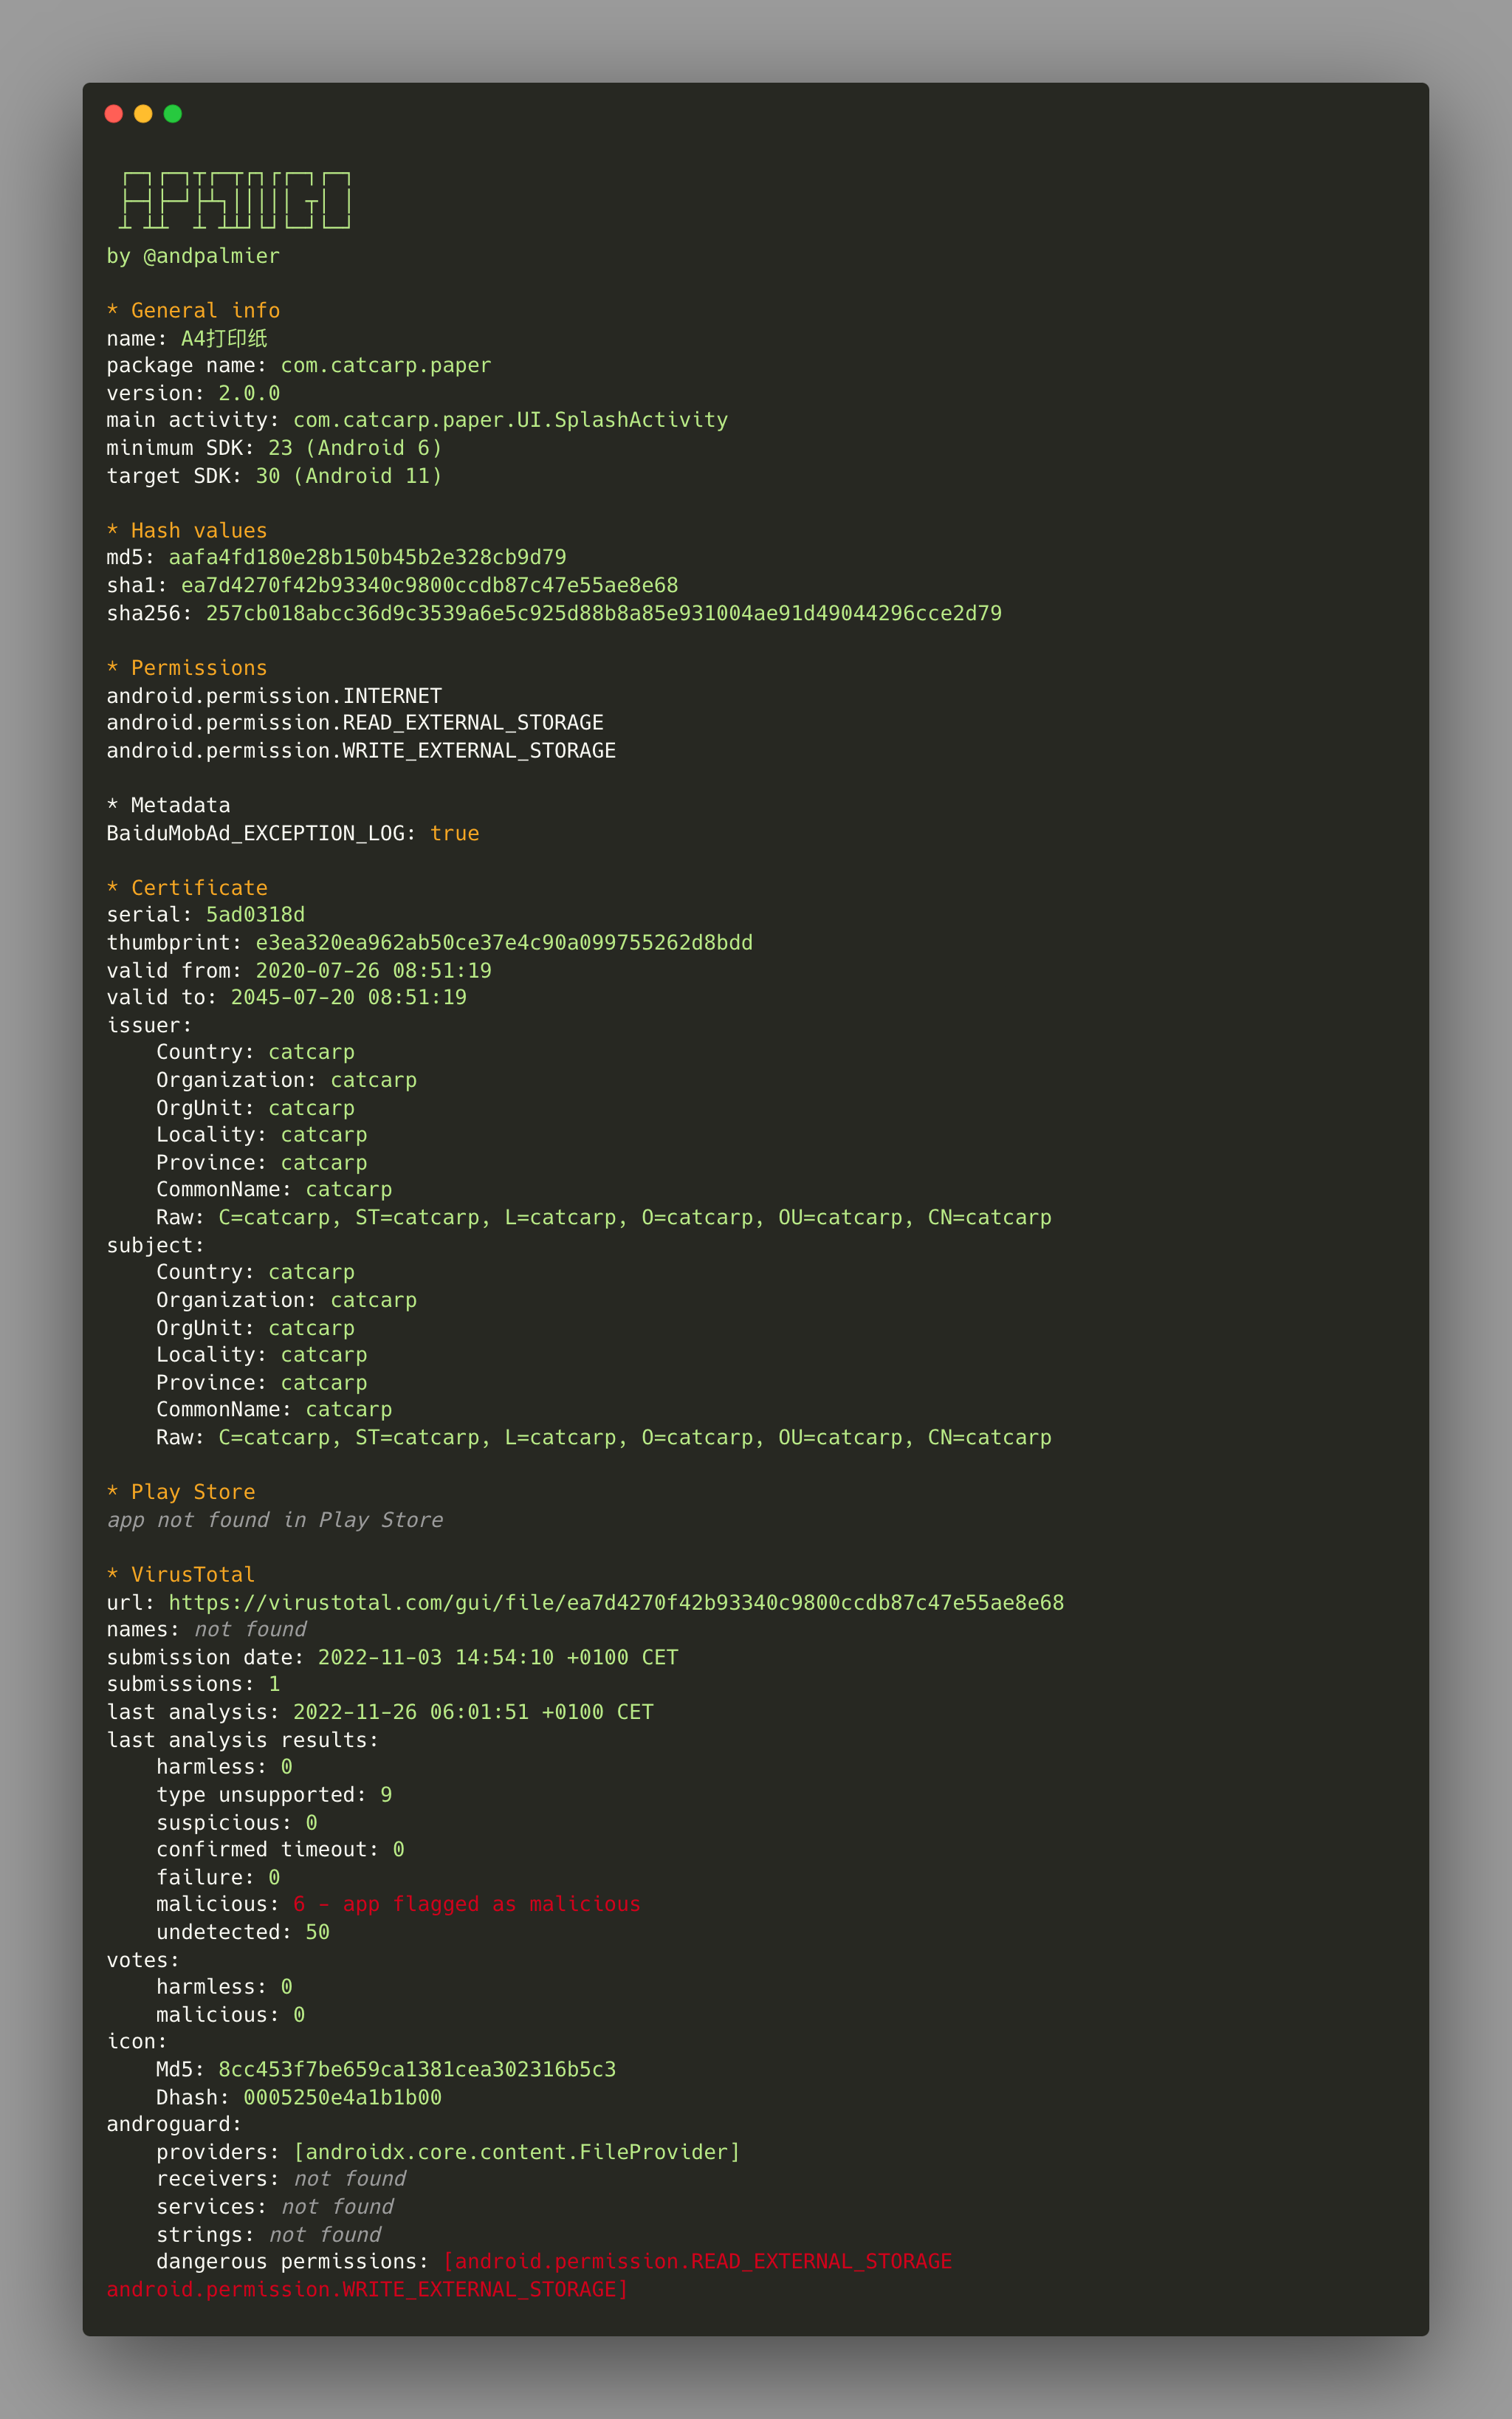 APKINGO
by @andpalmier
* General info
name: A4打印纸
package name: com.catcarp.paper
version: 2.0.0
main activity: com.catcarp.paper.UI.SplashActivity
minimum SDK: 23 (Android 6)
target SDK: 30 (Android 11)
* Hash values
md5: aafa4fd180e28b150b45b2e328cb9d79
sha1: ea7d4270f42b93340c9800ccdb87c47e55ae8e68
sha256: 257cb018abcc36d9c3539a6e5c925d88b8a85e931004ae91d49044296cce2d79
* Permissions
android.permission.INTERNET
android.permission.READ_EXTERNAL_STORAGE
android.permission.WRITE_EXTERNAL_STORAGE
* Metadata
BaiduMobAd_EXCEPTION_LOG: true
* Certificate
serial: 5ad0318d
thumbprint: e3ea320ea962ab50ce37e4c90a099755262d8bdd
valid from: 2020-07-26 08:51:19
valid to: 2045-07-20 08:51:19
issuer:
Country: catcarp
Organization: catcarp
OrgUnit: catcarp
Locality: catcarp
Province: catcarp
CommonName: catcarp
Raw: C=catcarp, ST=catcarp, L=catcarp, O=catcarp, OU=catcarp, CN=catcarp
subject:
Country: catcarp
Organization: catcarp
OrgUnit: catcarp
Locality: catcarp
Province: catcarp
CommonName: catcarp
Raw: C=catcarp, ST=catcarp, L=catcarp, O=catcarp, OU=catcarp, CN=catcarp
* Play Store
app not found in Play Store
* VirusTotal
url: https://virustotal.com/gui/file/ea7d4270f42b93340c9800ccdb87c47e55ae8e68
names: not found
submission date: 2022-11-03 14:54:10 +0100 CET
submissions: 1
last analysis: 2022-11-26 06:01:51 +0100 CET
last analysis results:
harmless: 0
type unsupported: 9
suspicious: 0
confirmed timeout: 0
failure: 0
malicious: 6 - app flagged as malicious
undetected: 50
votes:
harmless: 0
malicious: 0
icon:
Md5: 8cc453f7be659ca1381cea302316b5c3
Dhash: 0005250e4a1b1b00
androguard:
providers: [androidx.core.content.FileProvider]
receivers: not found
services: not found
strings: not found
dangerous permissions: [android.permission.READ_EXTERNAL_STORAGE
android.permission.WRITE_EXTERNAL_STORAGE]